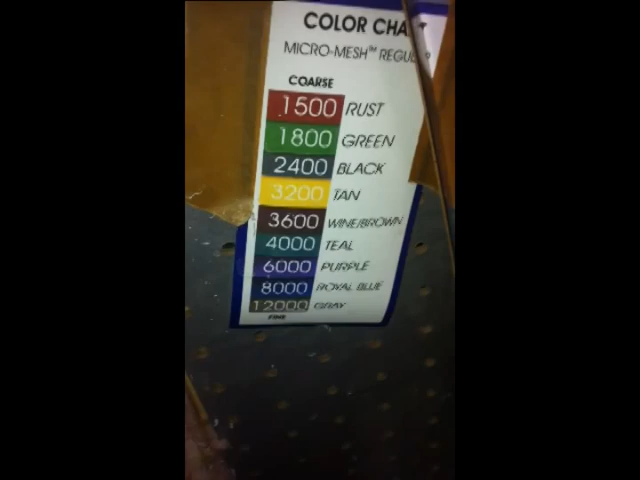 COLOR CHA T
MICRO-MESH™ REGU
COARSE
1500 RUST
1800 GREEN
2400 BLACK
3200 TAN
3600 WINE/BROWN
4000 TEAL
6000 PURPLE
8000 ROYAL BLUE
12000 GRAY
FINE